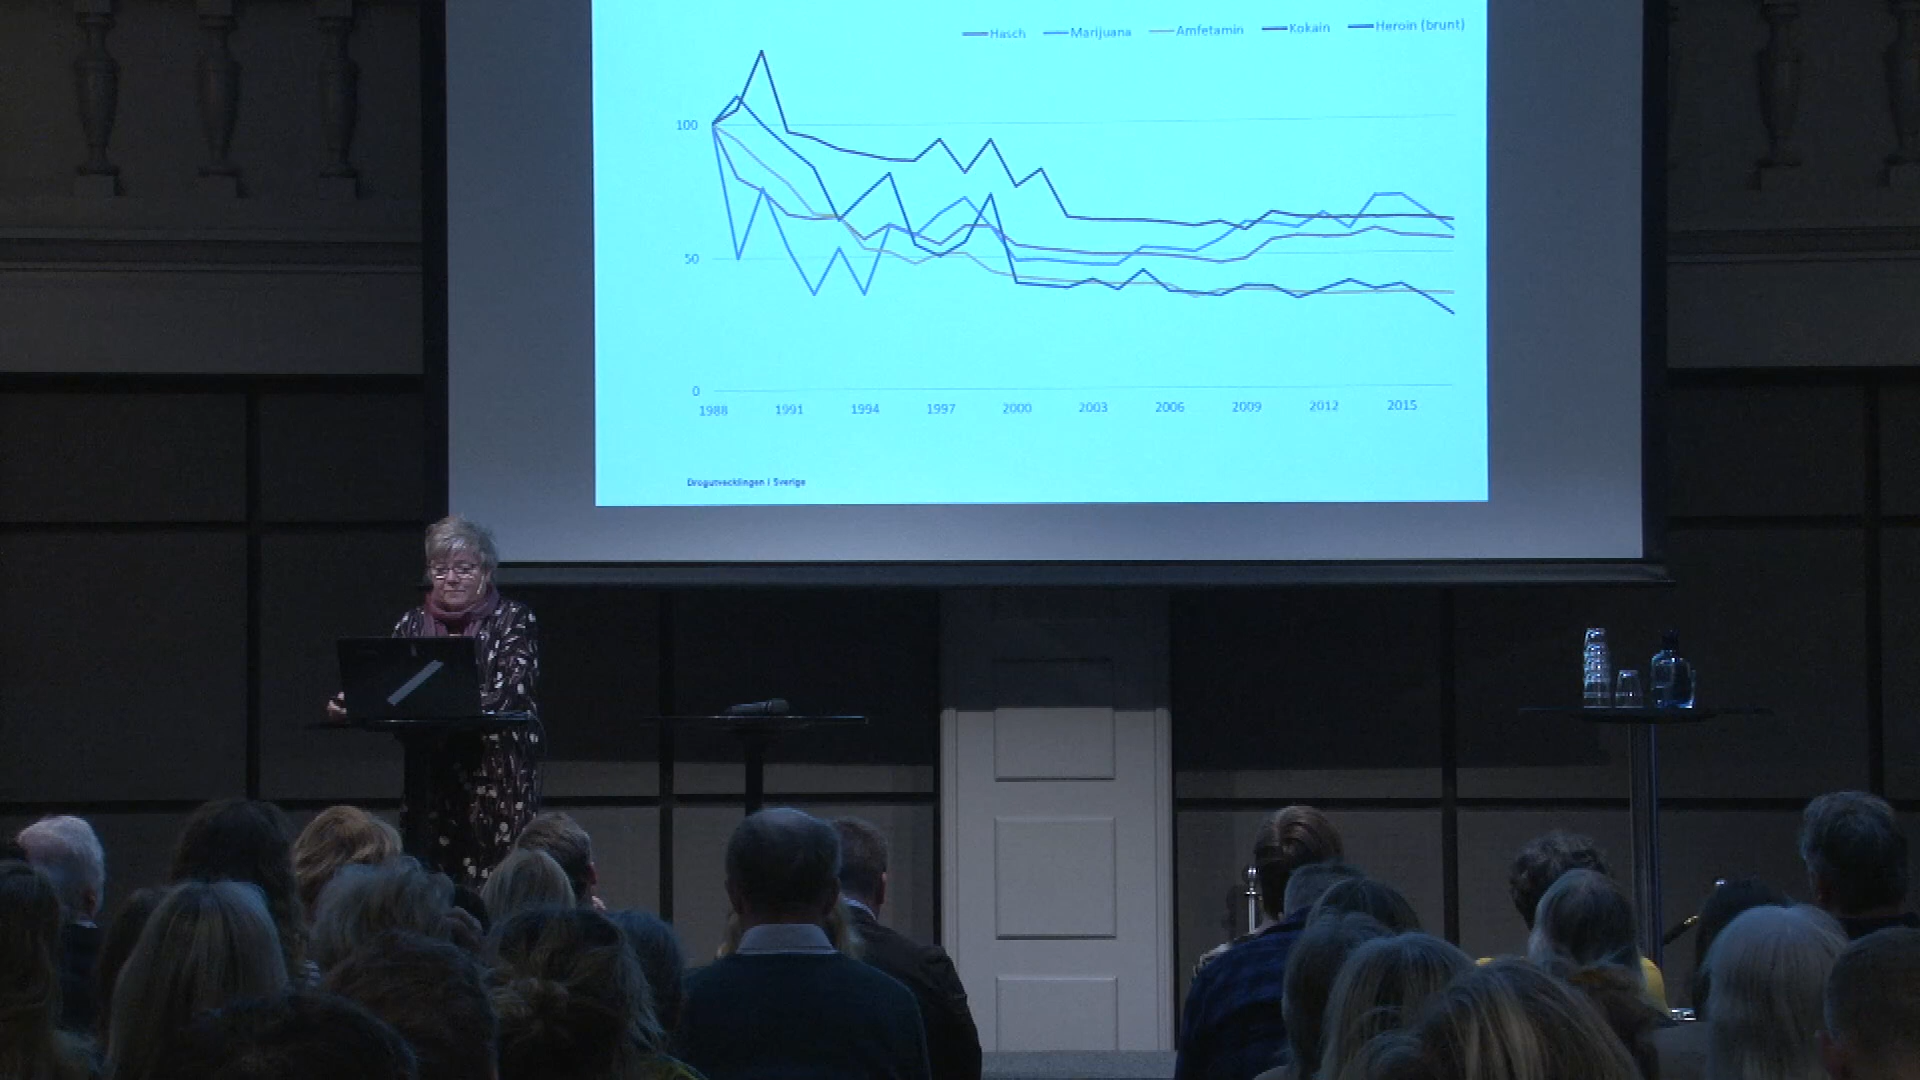 Hasch Marijuana Amfetamin Kokain Heroin (brunt)
100
50
0
1988 1991 1994 1997 2000 2003 2006 2009 2012 2015
Drogutvecklingen i Sverige